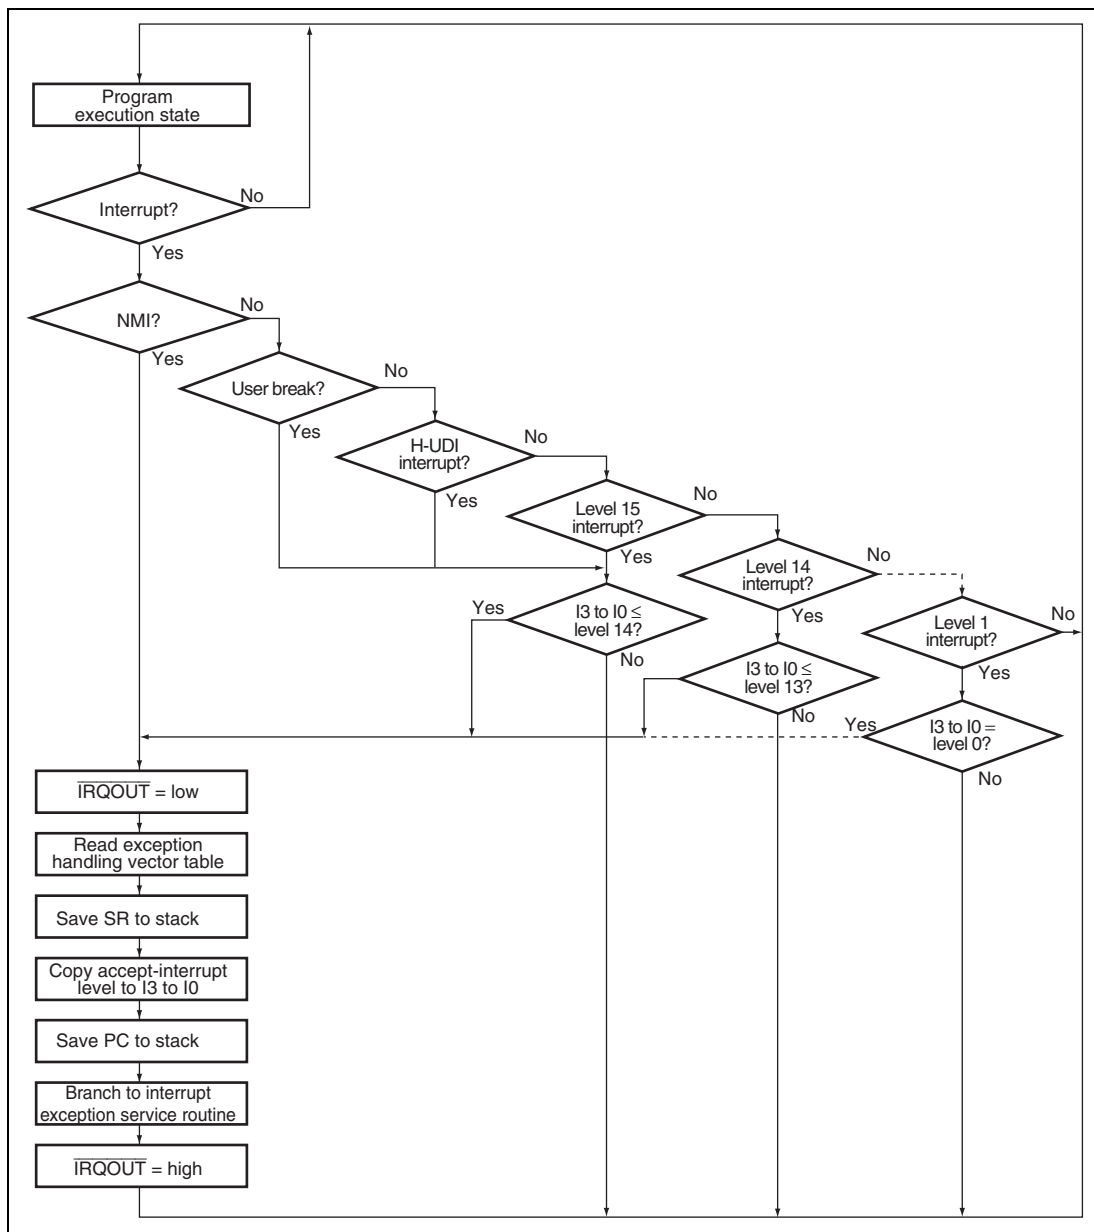 Program
execution state
No
Interrupt?
Yes
No
NMI?
Yes
No
User break?
Yes
No
H-UDI
interrupt?
Yes
No
Level 15
interrupt?
Yes
No
Level 14
interrupt?
Yes
No
Level 1
interrupt?
Yes
Yes
I3 to I0 ≤
level 14?
No
I3 to I0 ≤
level 13?
No
Yes
I3 to I0 =
level 0?
No
IRQOUT = low
Read exception
handling vector table
Save SR to stack
Copy accept-interrupt
level to I3 to I0
Save PC to stack
Branch to interrupt
exception service routine
IRQOUT = high